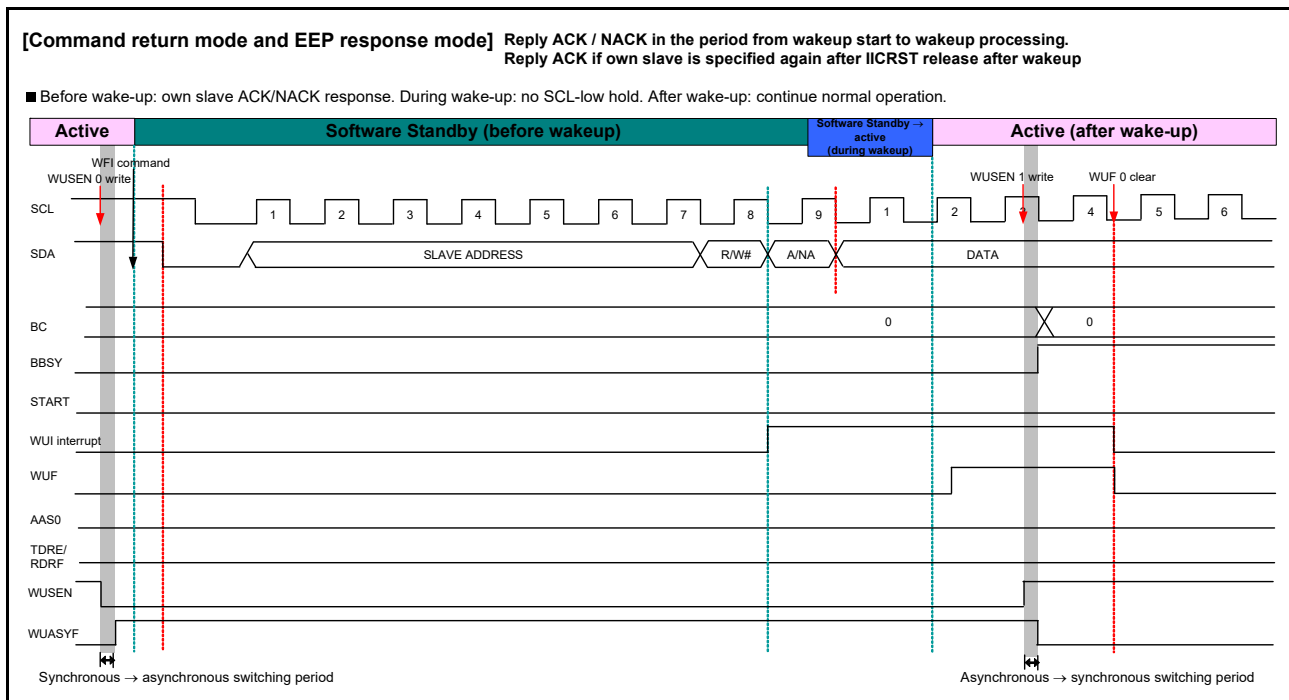 [Command return mode and EEP response mode] Reply ACK / NACK in the period from wakeup start to wakeup processing.
Reply ACK if own slave is specified again after IICRST release after wakeup
■ Before wake-up: own slave ACK/NACK response. During wake-up: no SCL-low hold. After wake-up: continue normal operation.
Active
Software Standby (before wakeup)
Software Standby →
active
(during wakeup)
Active (after wake-up)
WFI command
WUSEN 0 write
WUSEN 1 write
WUF 0 clear
SCL 1 2 3 4 5 6 7 8 9 1 2 3 4 5 6
SDA SLAVE ADDRESS R/W# A/NA DATA
BC 0 0
BBSY
START
WUI interrupt
WUF
AAS0
TDRE/
RDRF
WUSEN
WUASYF
Synchronous → asynchronous switching period
Asynchronous → synchronous switching period